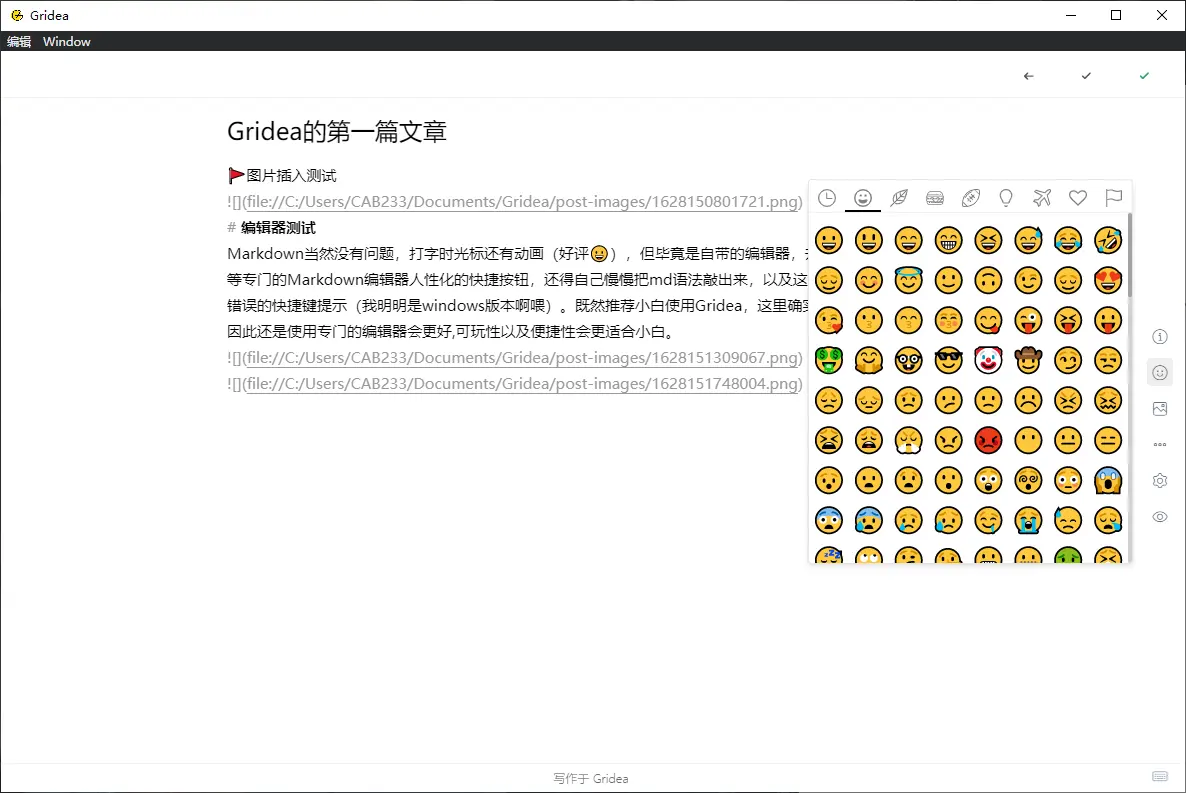 Gridea
编辑 Window
Gridea的第一篇文章
🚩图片插入测试
![](file://C:/Users/CAB233/Documents/Gridea/post-images/1628150801721.png)
# 编辑器测试
Markdown当然没有问题，打字时光标还有动画（好评😀），但毕竟是自带的编辑器，
等专门的Markdown编辑器人性化的快捷按钮，还得自己慢慢把md语法敲出来，以及这
错误的快捷键提示（我明明是windows版本啊喂）。既然推荐小白使用Gridea，这里确实
因此还是使用专门的编辑器会更好,可玩性以及便捷性会更适合小白。
![](file://C:/Users/CAB233/Documents/Gridea/post-images/1628151309067.png)
![](file://C:/Users/CAB233/Documents/Gridea/post-images/1628151748004.png)
写作于 Gridea